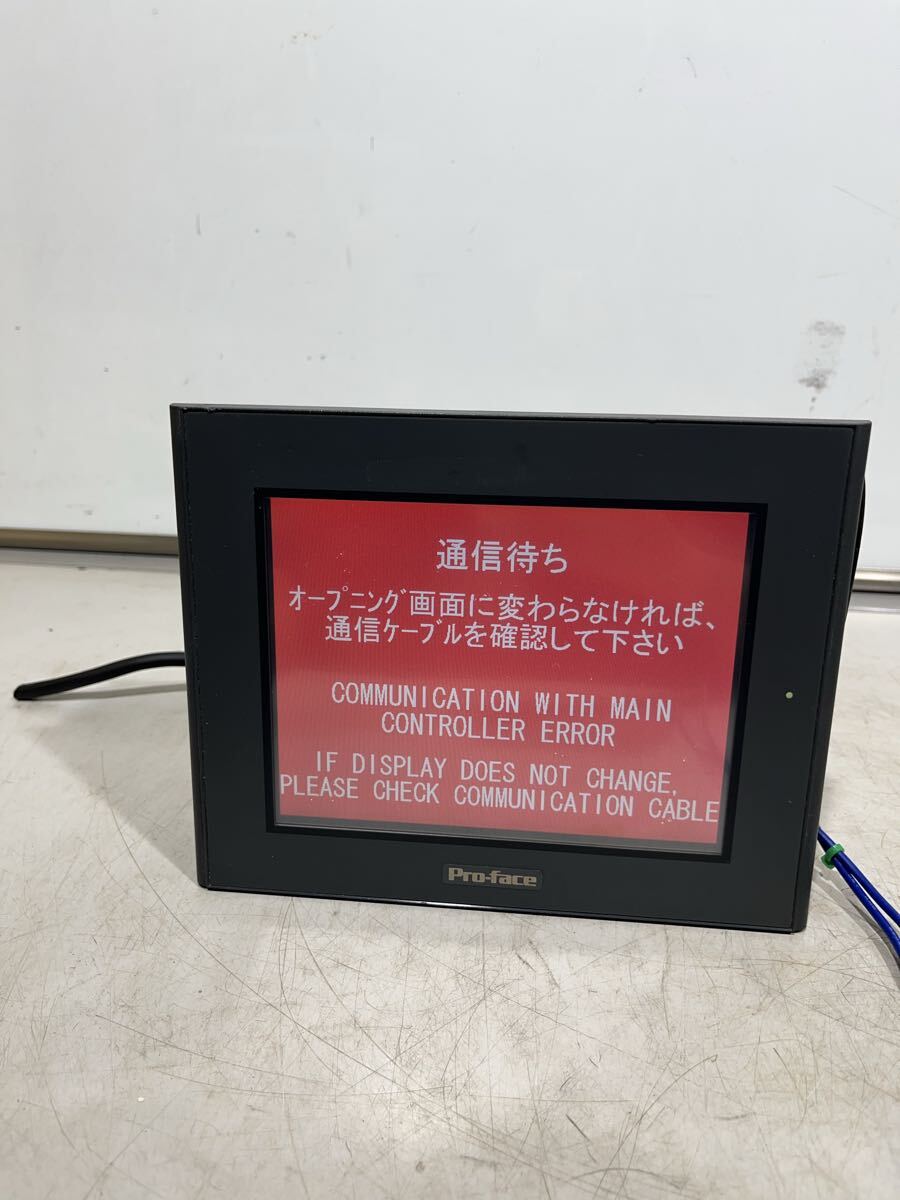 通信待ち
オープニング画面に変わらなければ、
通信ケーブルを確認して下さい
COMMUNICATION WITH MAIN
CONTROLLER ERROR
IF DISPLAY DOES NOT CHANGE,
PLEASE CHECK COMMUNICATION CABLE
Pro-face